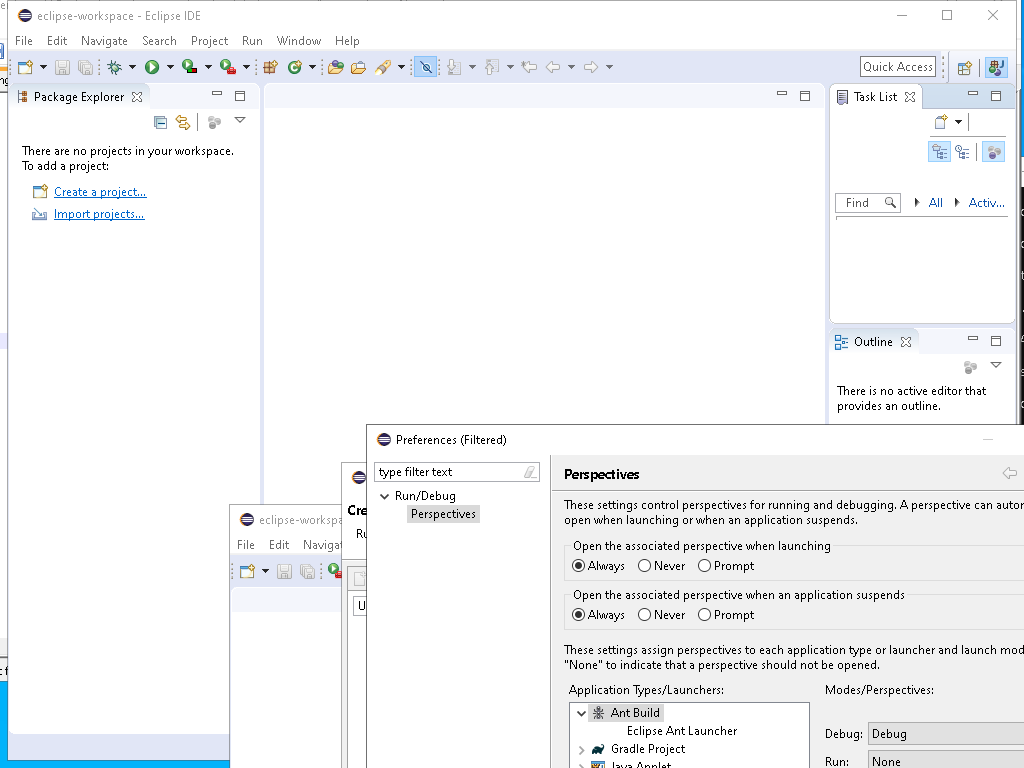 eclipse-workspace - Eclipse IDE
File Edit Navigate Search Project Run Window Help
Quick Access
Package Explorer
There are no projects in your workspace.
To add a project:
Create a project...
Import projects...
Task List
Find All Activ...
Outline
There is no active editor that
provides an outline.
eclipse-workspa
File Edit Naviga
Cre
Ru
U
Preferences (Filtered)
type filter text
Run/Debug
Perspectives
Perspectives
These settings control perspectives for running and debugging. A perspective can autor
open when launching or when an application suspends.
Open the associated perspective when launching
Always Never Prompt
Open the associated perspective when an application suspends
Always Never Prompt
These settings assign perspectives to each application type or launcher and launch mod
"None" to indicate that a perspective should not be opened.
Application Types/Launchers:
Modes/Perspectives:
Ant Build
Eclipse Ant Launcher
Gradle Project
Java Applet
Debug: Debug
Run: None